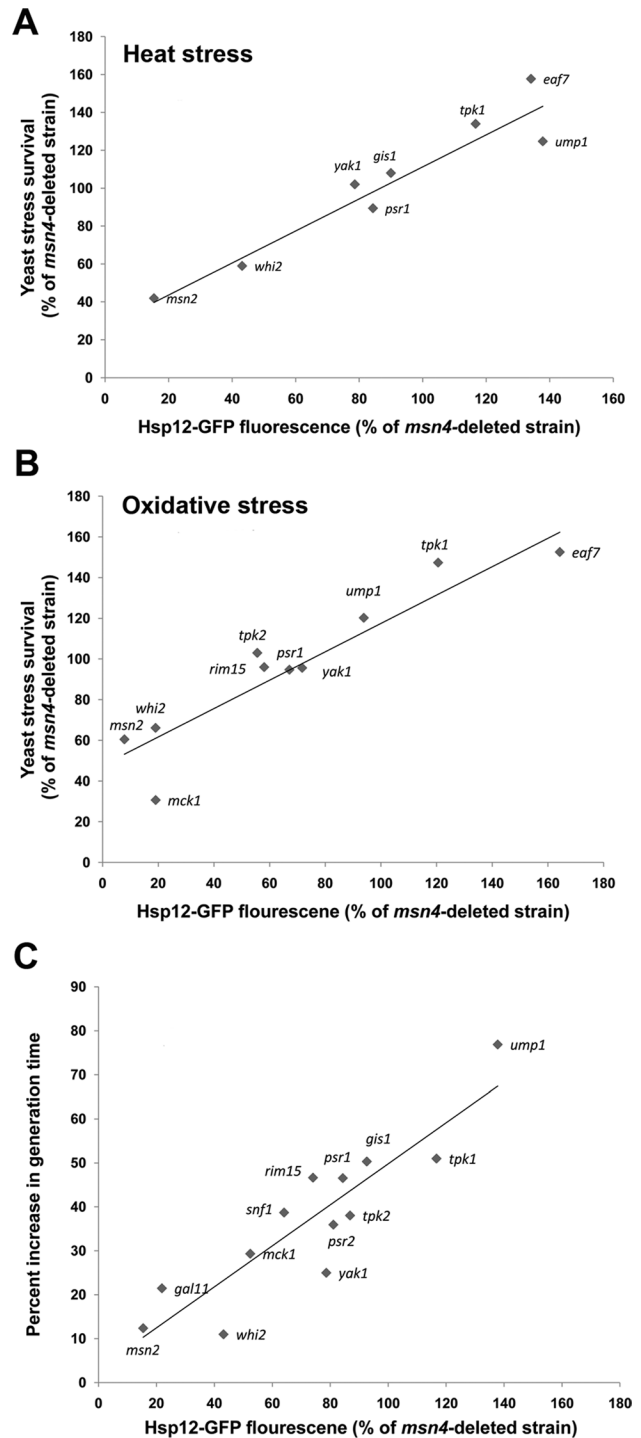 A
Heat stress
180
160
140
120
100
80
60
40
20
0
Yeast stress survival
(% of msn4-deleted strain)
eaf7
tpk1
ump1
gis1
yak1
psr1
whi2
msn2
0 20 40 60 80 100 120 140 160
Hsp12-GFP fluorescence (% of msn4-deleted strain)
B
Oxidative stress
180
160
140
120
100
80
60
40
20
0
Yeast stress survival
(% of msn4-deleted strain)
tpk1
eaf7
ump1
tpk2
psr1
rim15
yak1
whi2
msn2
mck1
0 20 40 60 80 100 120 140 160 180
Hsp12-GFP flourescene (% of msn4-deleted strain)
C
90
80
70
60
50
40
30
20
10
0
Percent increase in generation time
ump1
gis1
psr1
tpk1
rim15
snf1
tpk2
psr2
mck1
yak1
gal11
whi2
msn2
0 20 40 60 80 100 120 140 160 180
Hsp12-GFP flourescene (% of msn4-deleted strain)